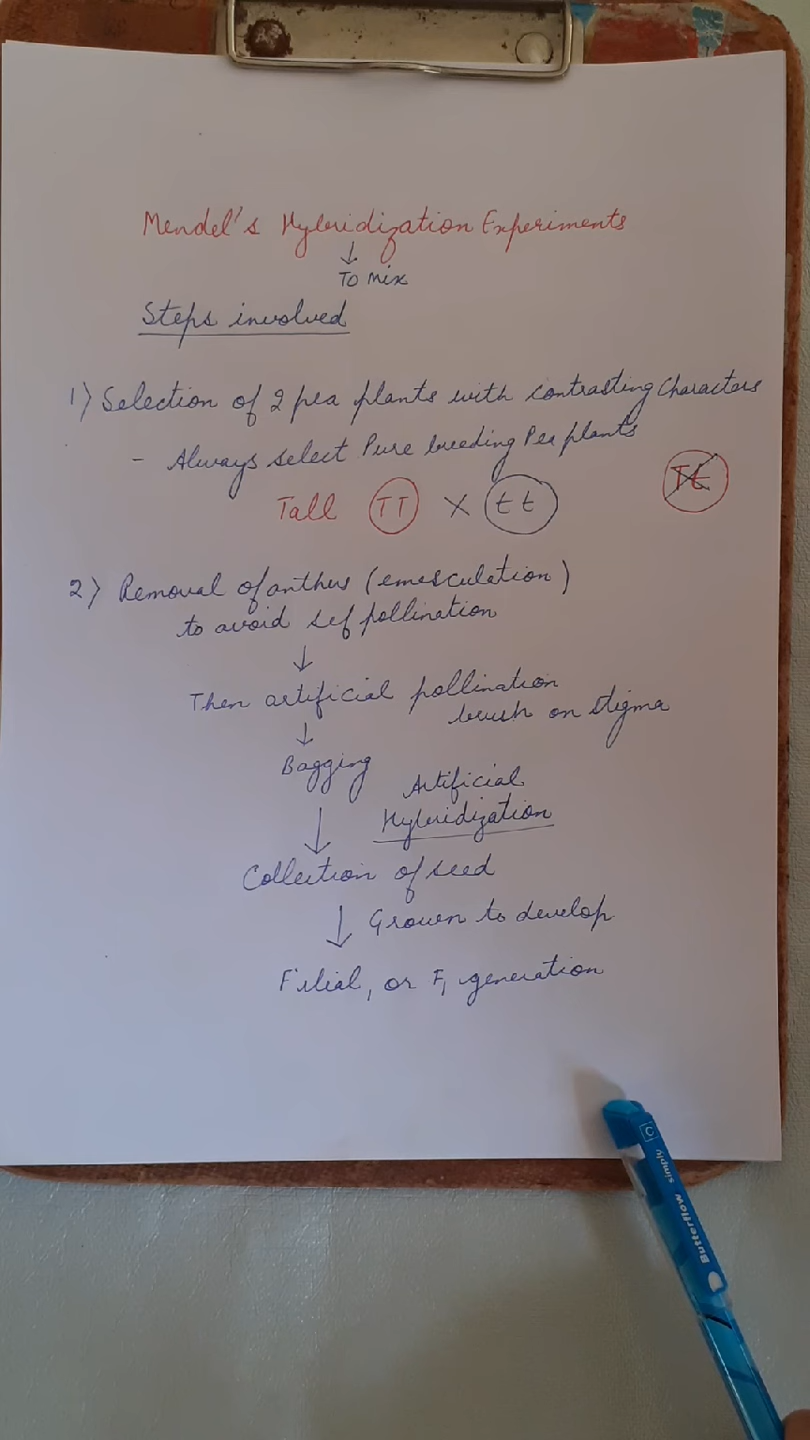 Mendel's Hybridization Experiments
↓
To Mix
Steps involved
1) Selection of 2 pea plants with contrasting Characters
- Always select Pure breeding Pea plants
Tall TT × tt Tt
2) Removal of anthers (emesculation)
to avoid self pollination
↓
Then artificial pollination
brush on stigma
↓
Bagging
Artificial
Hybridization
↓
Collection of seed
↓ Grown to develop
Filial, or F1 generation
simply
Butterflow